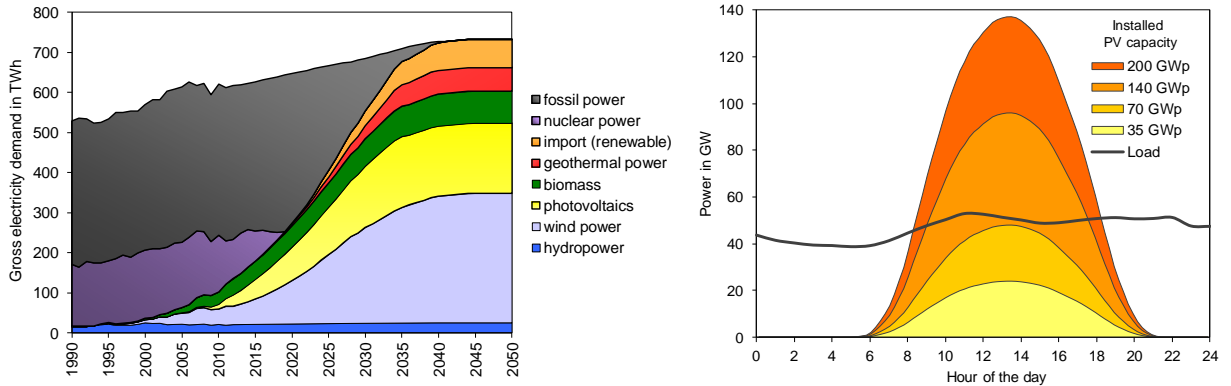 Gross electricity demand in TWh
800
700
600
500
400
300
200
100
0
1990
1995
2000
2005
2010
2015
2020
2025
2030
2035
2040
2045
2050
fossil power
nuclear power
import (renewable)
geothermal power
biomass
photovoltaics
wind power
hydropower
Power in GW
140
120
100
80
60
40
20
0
0 2 4 6 8 10 12 14 16 18 20 22 24
Hour of the day
Installed
PV capacity
200 GWp
140 GWp
70 GWp
35 GWp
Load